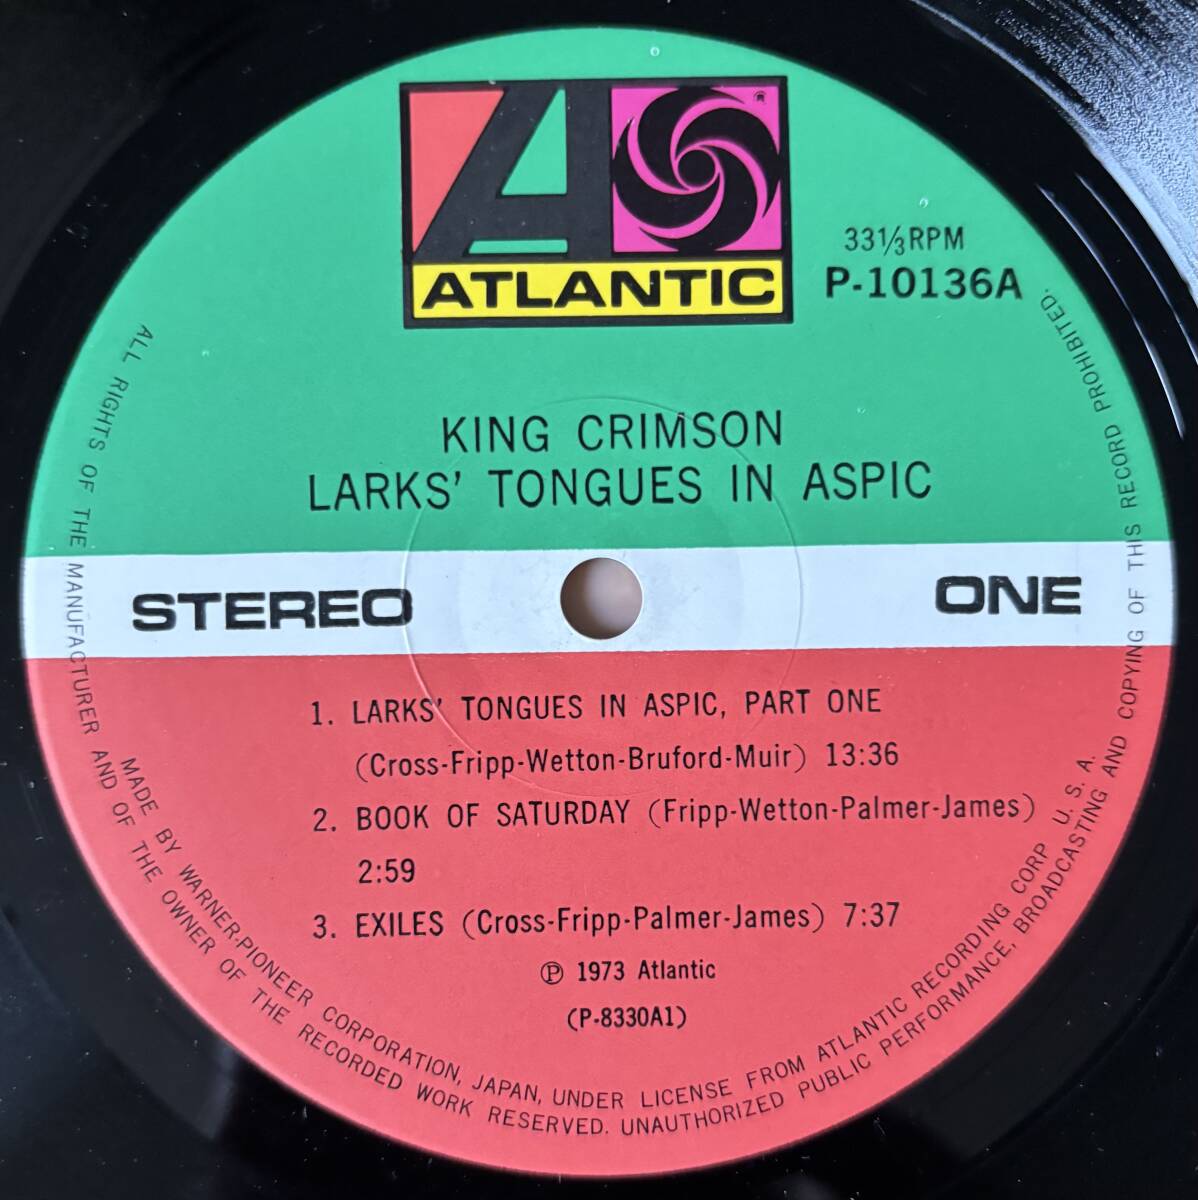 ATLANTIC
33⅓RPM
P-10136A
KING CRIMSON
LARKS' TONGUES IN ASPIC
STEREO
ONE
1. LARKS' TONGUES IN ASPIC, PART ONE
(Cross-Fripp-Wetton-Bruford-Muir) 13:36
2. BOOK OF SATURDAY (Fripp-Wetton-Palmer-James)
2:59
3. EXILES (Cross-Fripp-Palmer-James) 7:37
Ⓟ 1973 Atlantic
(P-8330A1)
MADE BY WARNER-PIONEER CORPORATION, JAPAN, UNDER LICENSE FROM ATLANTIC RECORDING CORP U. S. A.
ALL RIGHTS OF THE MANUFACTURER AND OF THE OWNER OF THE RECORDED WORK RESERVED. UNAUTHORIZED PUBLIC PERFORMANCE, BROADCASTING AND COPYING OF THIS RECORD PROHIBITED.